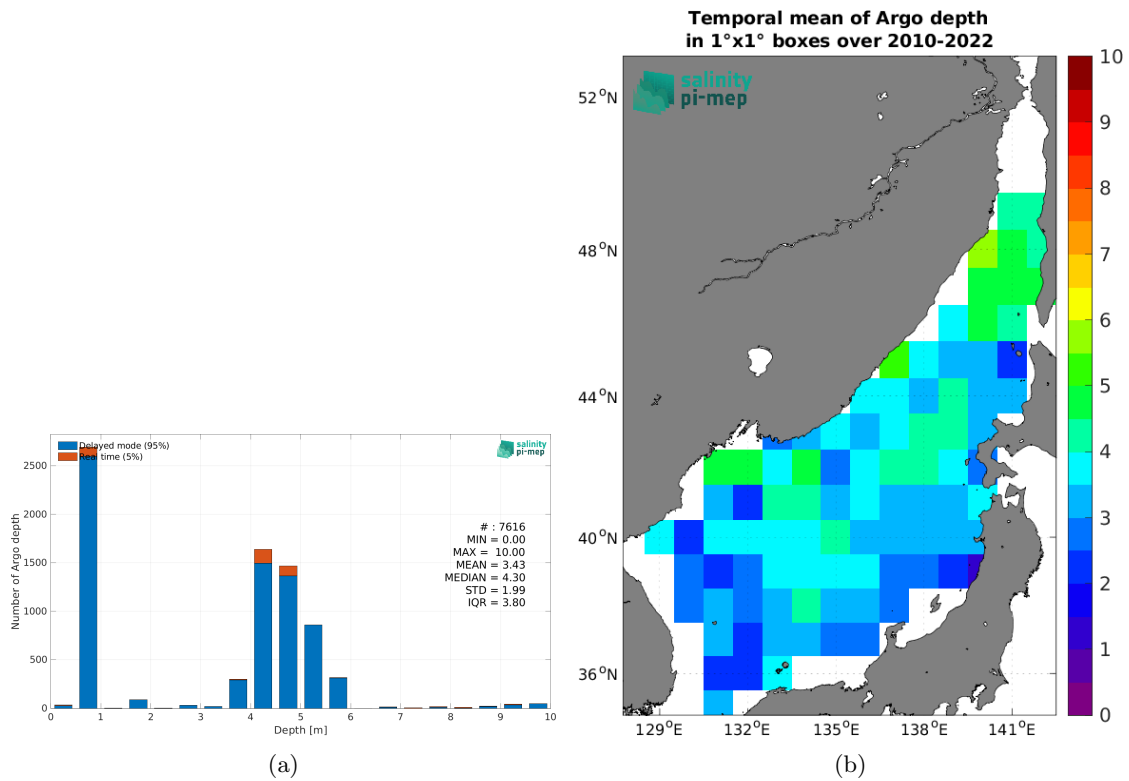 Delayed mode (95%)
Real time (5%)
salinity
pi-mep
2500
2000
1500
1000
500
0
Number of Argo depth
# : 7616
MIN = 0.00
MAX = 10.00
MEAN = 3.43
MEDIAN = 4.30
STD = 1.99
IQR = 3.80
0 1 2 3 4 5 6 7 8 9 10
Depth [m]
(a)
Temporal mean of Argo depth
in 1°x1° boxes over 2010-2022
salinity
pi-mep
52°N
48°N
44°N
40°N
36°N
129°E 132°E 135°E 138°E 141°E
10
9
8
7
6
5
4
3
2
1
0
(b)